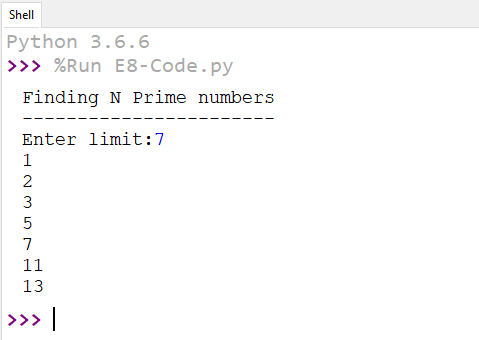 Shell
Python 3.6.6
>>> %Run E8-Code.py
Finding N Prime numbers
-----------------------
Enter limit:7
1
2
3
5
7
11
13
>>>